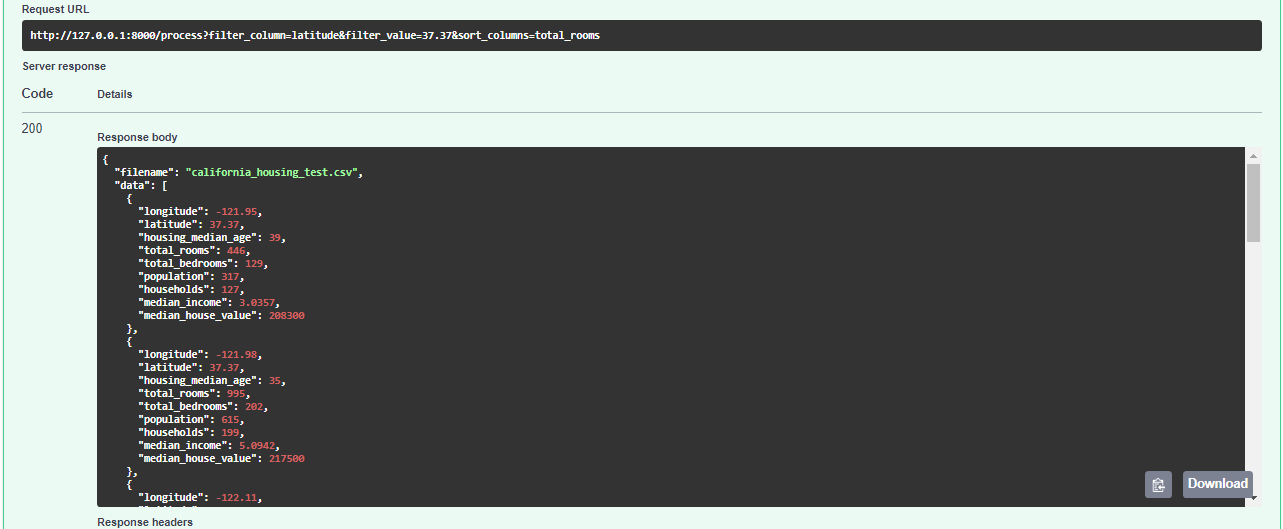 Request URL
http://127.0.0.1:8000/process?filter_column=latitude&filter_value=37.37&sort_columns=total_rooms
Server response
Code Details
200
Response body
{
"filename": "california_housing_test.csv",
"data": [
{
"longitude": -121.95,
"latitude": 37.37,
"housing_median_age": 39,
"total_rooms": 446,
"total_bedrooms": 129,
"population": 317,
"households": 127,
"median_income": 3.0357,
"median_house_value": 208300
},
{
"longitude": -121.98,
"latitude": 37.37,
"housing_median_age": 35,
"total_rooms": 995,
"total_bedrooms": 202,
"population": 615,
"households": 199,
"median_income": 5.0942,
"median_house_value": 217500
},
{
"longitude": -122.11,
Download
Response headers